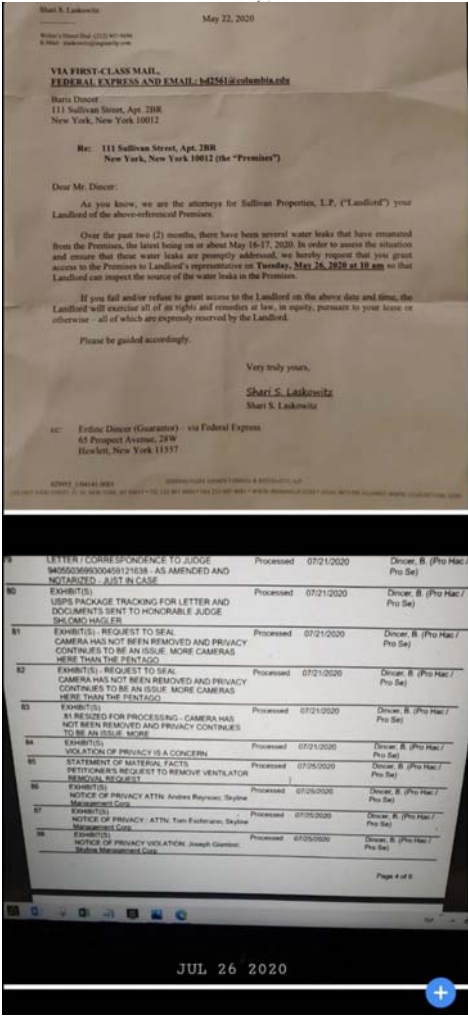 Shari S. Laskowitz
May 22, 2020
Writer's Direct Dial
VIA FIRST-CLASS MAIL,
FEDERAL EXPRESS AND EMAIL: bd2561@columbia.edu
Baris Dincer
111 Sullivan Street, Apt. 2BR
New York, New York 10012
Re: 111 Sullivan Street, Apt. 2BR
New York, New York 10012 (the “Premises”)
Dear Mr. Dincer:
As you know, we are the attorneys for Sullivan Properties, L.P. (“Landlord”) your
Landlord of the above-referenced Premises.
Over the past two (2) months, there have been several water leaks that have emanated
from the Premises, the latest being on or about May 16-17, 2020. In order to assess the situation
and ensure that these water leaks are promptly addressed, we hereby request that you grant
access to the Premises to Landlord's representative on Tuesday, May 26, 2020 at 10 am so that
Landlord can inspect the source of the water leaks in the Premises.
If you fail and/or refuse to grant access to the Landlord on the above date and time, the
Landlord will exercise all of its rights and remedies at law, in equity, pursuant to your lease or
otherwise – all of which are expressly reserved by the Landlord.
Please be guided accordingly.
Very truly yours,
Shari S. Laskowitz
Shari S. Laskowitz
cc: Erdinc Dincer (Guarantor) – via Federal Express
65 Prospect Avenue, 28W
Hewlett, New York 11557
LETTER / CORRESPONDENCE TO JUDGE Processed 07/21/2020 Dincer, B. (Pro Hac /
9405503699300459121638 - AS AMENDED AND Pro Se)
NOTARIZED - JUST IN CASE
80 EXHIBIT(S) Processed 07/21/2020 Dincer, B. (Pro Hac /
USPS PACKAGE TRACKING FOR LETTER AND Pro Se)
DOCUMENTS SENT TO HONORABLE JUDGE
SHLOMO HAGLER
81 EXHIBIT(S) - REQUEST TO SEAL Processed 07/21/2020 Dincer, B. (Pro Hac /
CAMERA HAS NOT BEEN REMOVED AND PRIVACY Pro Se)
CONTINUES TO BE AN ISSUE. MORE CAMERAS
HERE THAN THE PENTAGO
82 EXHIBIT(S) - REQUEST TO SEAL Processed 07/21/2020 Dincer, B. (Pro Hac /
CAMERA HAS NOT BEEN REMOVED AND PRIVACY Pro Se)
CONTINUES TO BE AN ISSUE. MORE CAMERAS
HERE THAN THE PENTAGO
83 EXHIBIT(S) Processed 07/21/2020 Dincer, B. (Pro Hac /
81 RESIZED FOR PROCESSING - CAMERA HAS Pro Se)
NOT BEEN REMOVED AND PRIVACY CONTINUES
TO BE AN ISSUE. MORE
84 EXHIBIT(S) Processed 07/21/2020 Dincer, B. (Pro Hac /
VIOLATION OF PRIVACY IS A CONCERN Pro Se)
85 STATEMENT OF MATERIAL FACTS Processed 07/25/2020 Dincer, B. (Pro Hac /
PETITIONER'S REQUEST TO REMOVE VENTILATOR Pro Se)
REMOVAL REQUEST
86 EXHIBIT(S) Processed 07/25/2020 Dincer, B. (Pro Hac /
NOTICE OF PRIVACY ATTN: Andres Skyline Pro Se)
Management Corp
87 EXHIBIT(S) Processed 07/25/2020 Dincer, B. (Pro Hac /
NOTICE OF PRIVACY : ATTN: Tom Skyline Pro Se)
Management Corp
88 EXHIBIT(S) Processed 07/25/2020 Dincer, B. (Pro Hac /
NOTICE OF PRIVACY VIOLATION: Joseph Pro Se)
Skyline Management Corp
Page 4 of 5
JUL 26 2020